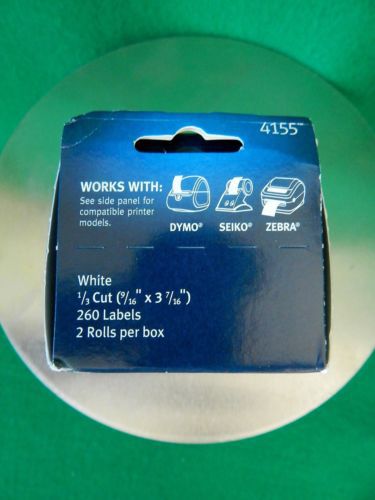 4155™
WORKS WITH:
See side panel for
compatible printer
models.
DYMO® SEIKO® ZEBRA®
White
1/3 Cut (9/16" x 3 7/16")
260 Labels
2 Rolls per box